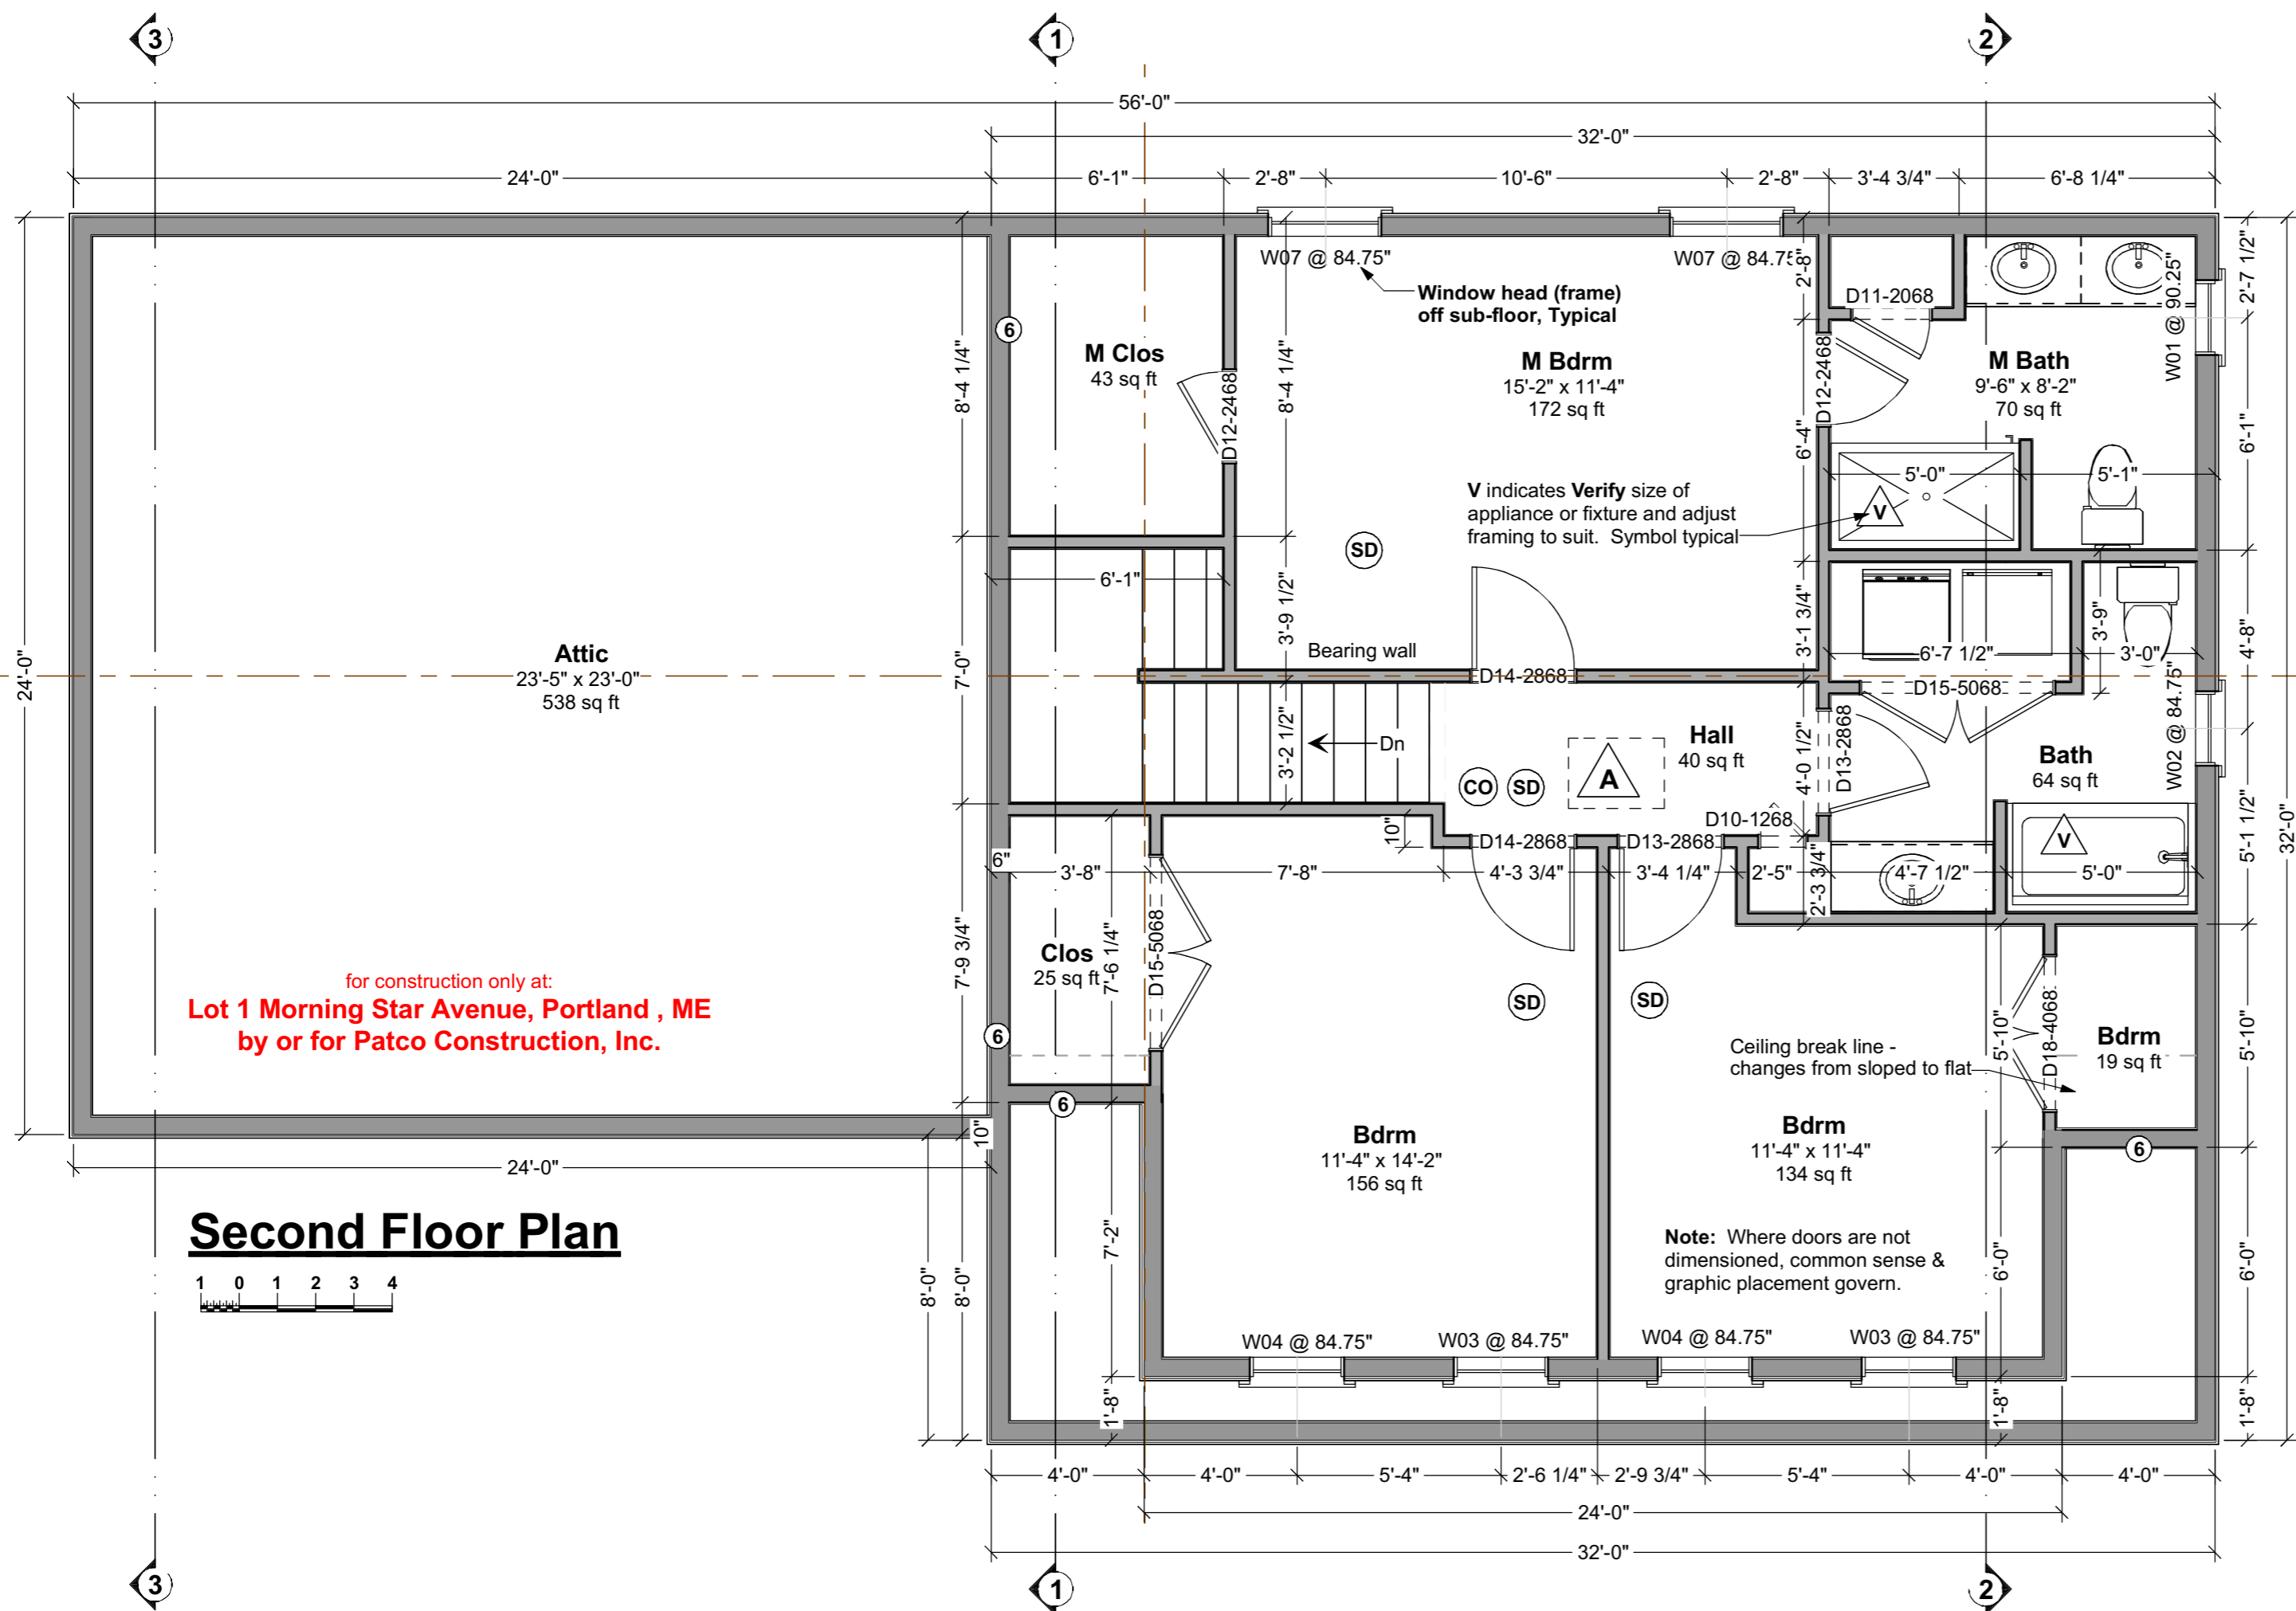 3
1
2
56'-0"
32'-0"
24'-0"
6'-1"
2'-8"
10'-6"
2'-8"
3'-4 3/4"
6'-8 1/4"
W07 @ 84.75"
W07 @ 84.75
2'-8"
Window head (frame)
off sub-floor, Typical
D11-2068
W01 @ 90.25"
2'-7 1/2"
6
M Clos
43 sq ft
8'-4 1/4"
8'-4 1/4"
D12-2468
M Bdrm
15'-2" x 11'-4"
172 sq ft
D12-2468
6'-4"
M Bath
9'-6" x 8'-2"
70 sq ft
6'-1"
V indicates Verify size of
appliance or fixture and adjust
framing to suit.  Symbol typical
5'-0"
5'-1"
V
SD
6'-1"
3'-9 1/2"
3'-1 3/4"
3'-9"
4'-8"
Bearing wall
6'-7 1/2"
3'-0"
24'-0"
Attic
23'-5" x 23'-0"
538 sq ft
7'-0"
D14-2868
D15-5068
W02 @ 84.75"
3'-2 1/2"
Dn
Hall
40 sq ft
4'-0 1/2"
D13-2868
Bath
64 sq ft
CO
SD
A
D10-1268
10"
D14-2868
D13-2868
V
5'-1 1/2"
32'-0"
6"
3'-8"
7'-8"
4'-3 3/4"
3'-4 1/4"
2'-5"
2'-3 3/4"
4'-7 1/2"
5'-0"
7'-9 3/4"
Clos
25 sq ft
7'-6 1/4"
D15-5068
SD
SD
for construction only at:
Lot 1 Morning Star Avenue, Portland , ME
by or for Patco Construction, Inc.
6
6
Ceiling break line -
changes from sloped to flat
5'-10"
D18-4068
Bdrm
19 sq ft
5'-10"
10"
24'-0"
Bdrm
11'-4" x 14'-2"
156 sq ft
Bdrm
11'-4" x 11'-4"
134 sq ft
6
Second Floor Plan
1 0 1 2 3 4
8'-0"
8'-0"
7'-2"
Note:  Where doors are not
dimensioned, common sense &
graphic placement govern.
6'-0"
6'-0"
W04 @ 84.75"
W03 @ 84.75"
W04 @ 84.75"
W03 @ 84.75"
1'-8"
1'-8"
1'-8"
4'-0"
4'-0"
5'-4"
2'-6 1/4"
2'-9 3/4"
5'-4"
4'-0"
4'-0"
24'-0"
32'-0"
3
1
2